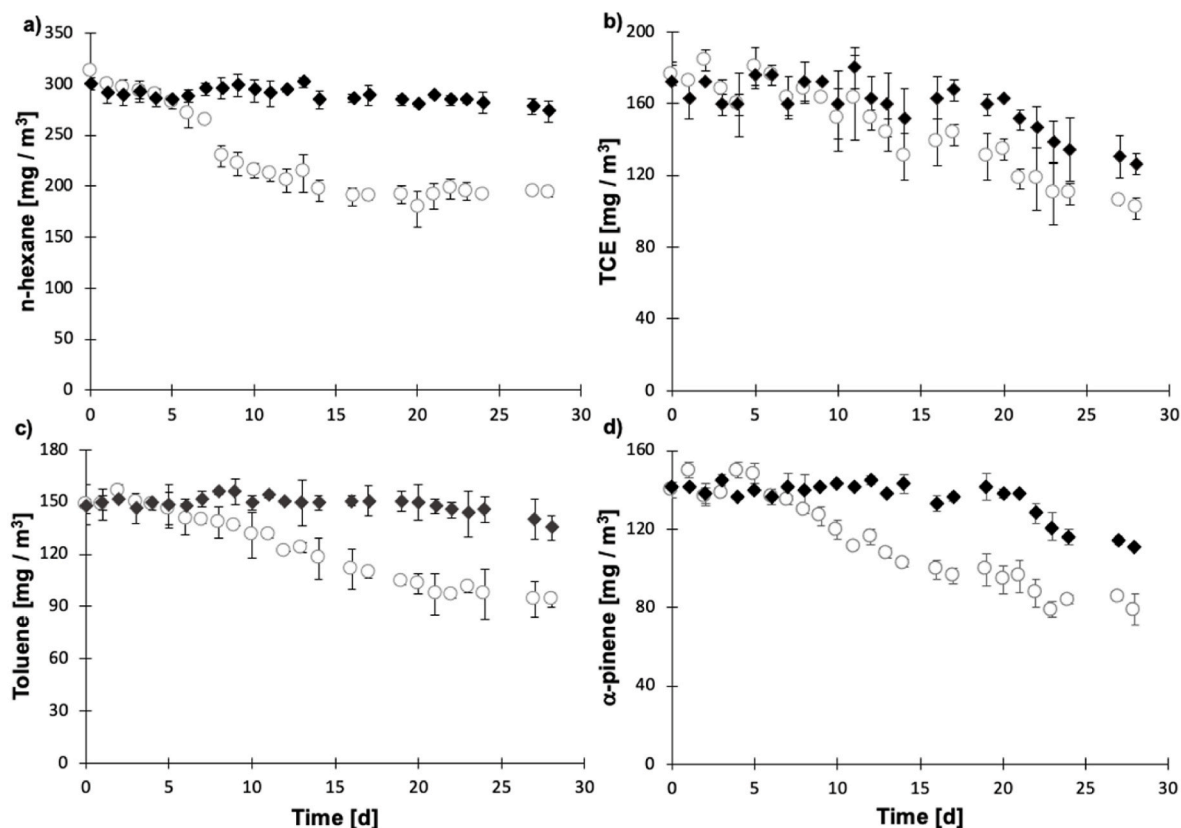 a)
350
300
250
200
150
100
50
0
n-hexane [mg / m³]
0 5 10 15 20 25 30
b)
200
160
120
80
40
0
TCE [mg / m³]
0 5 10 15 20 25 30
c)
180
150
120
90
60
30
0
Toluene [mg / m³]
0 5 10 15 20 25 30
Time [d]
d)
160
120
80
40
0
α-pinene [mg / m³]
0 5 10 15 20 25 30
Time [d]